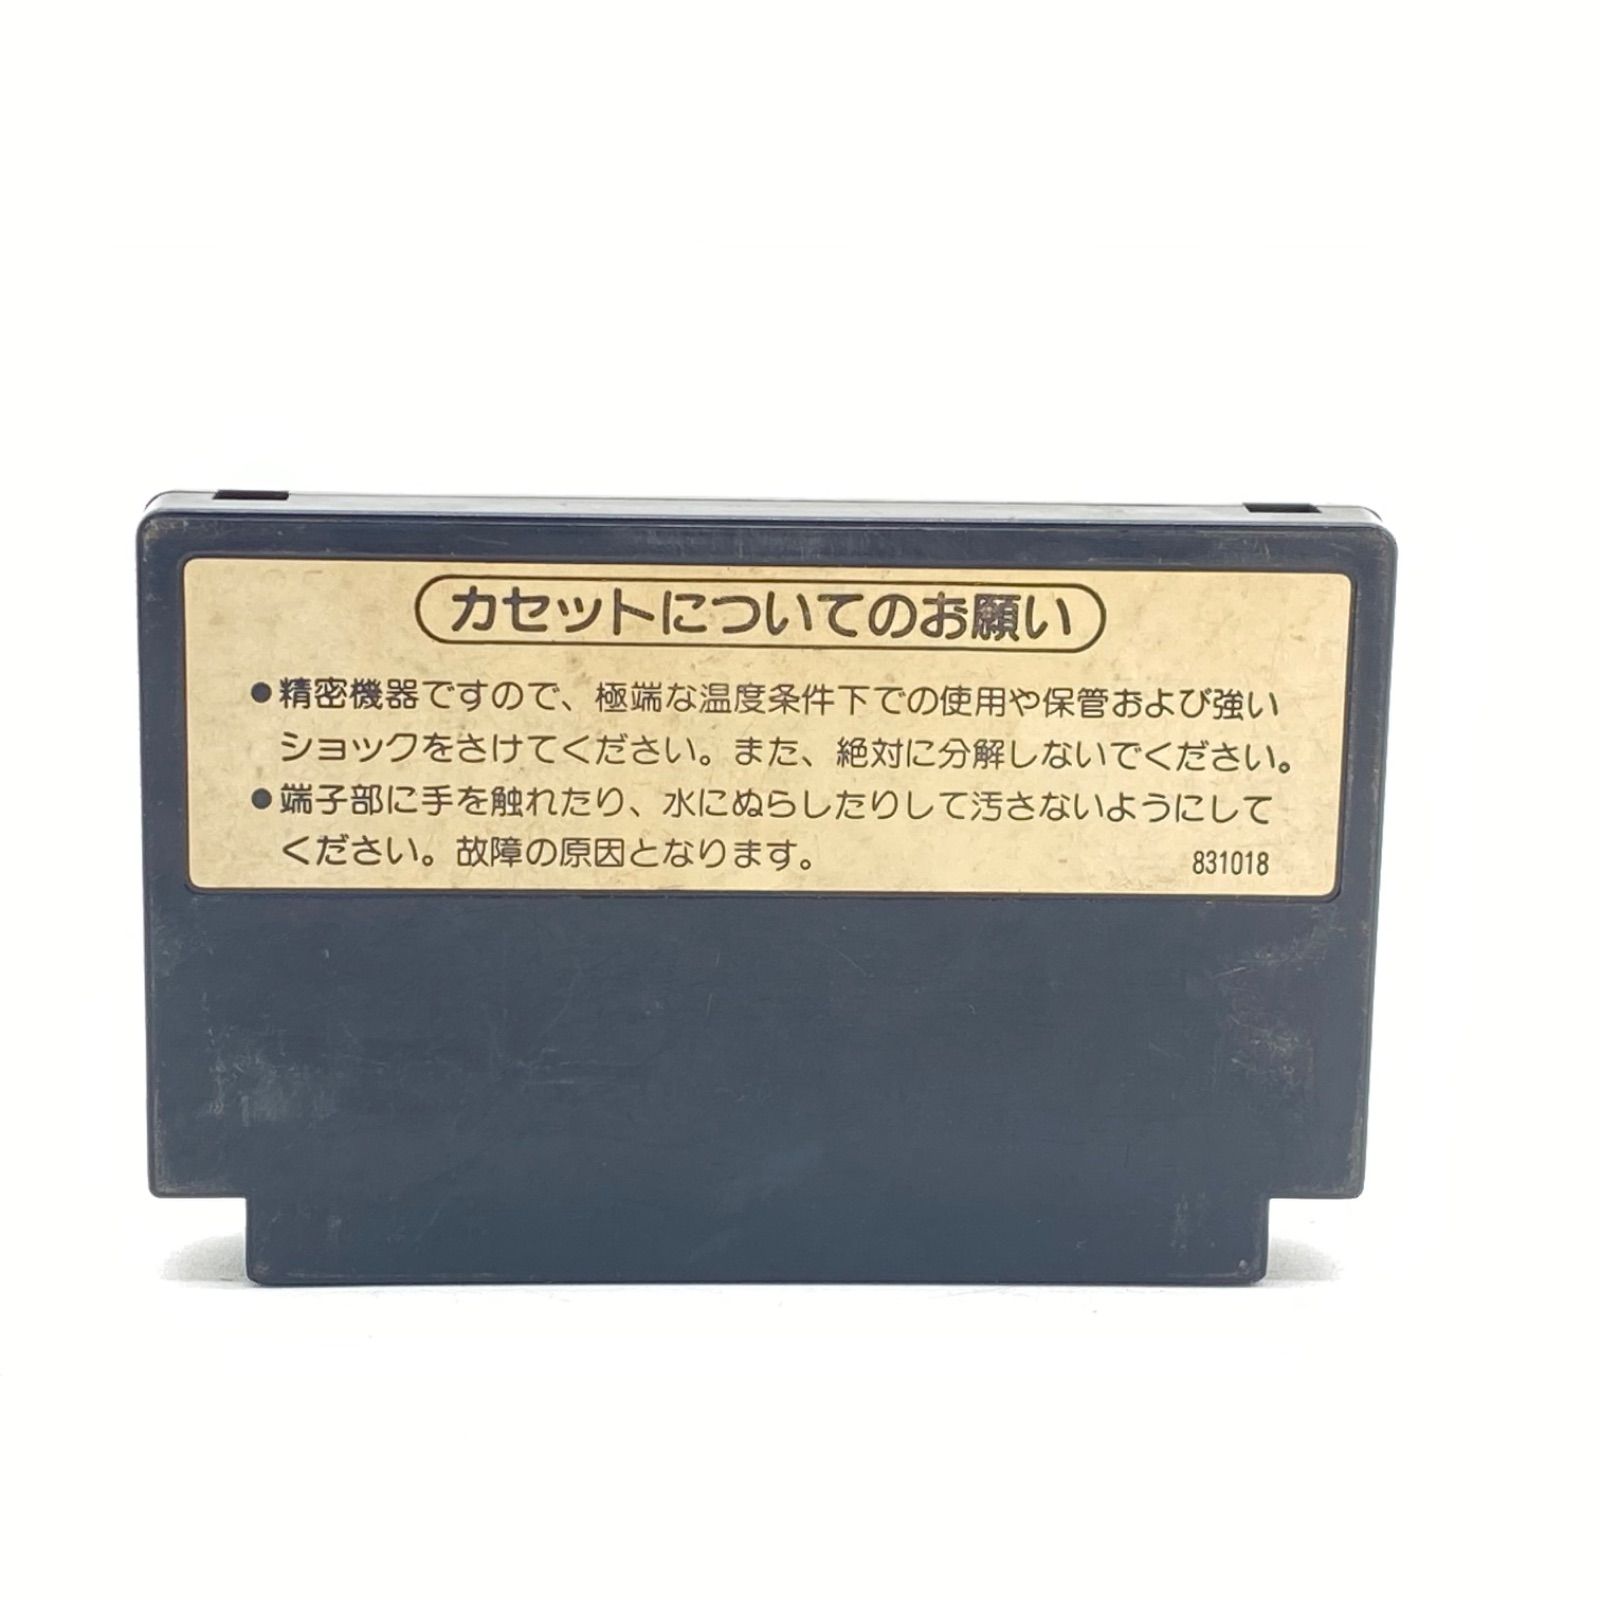 カセットについてのお願い
●精密機器ですので、極端な温度条件下での使用や保管および強い
ショックをさけてください。また、絶対に分解しないでください。
●端子部に手を触れたり、水にぬらしたりして汚さないようにして
ください。故障の原因となります。
831018